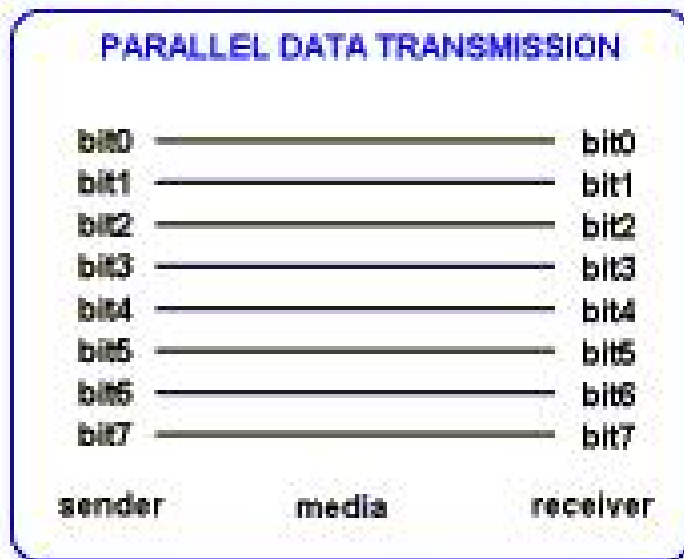 PARALLEL DATA TRANSMISSION
bit0 bit0
bit1 bit1
bit2 bit2
bit3 bit3
bit4 bit4
bit5 bit5
bit6 bit6
bit7 bit7
sender media receiver